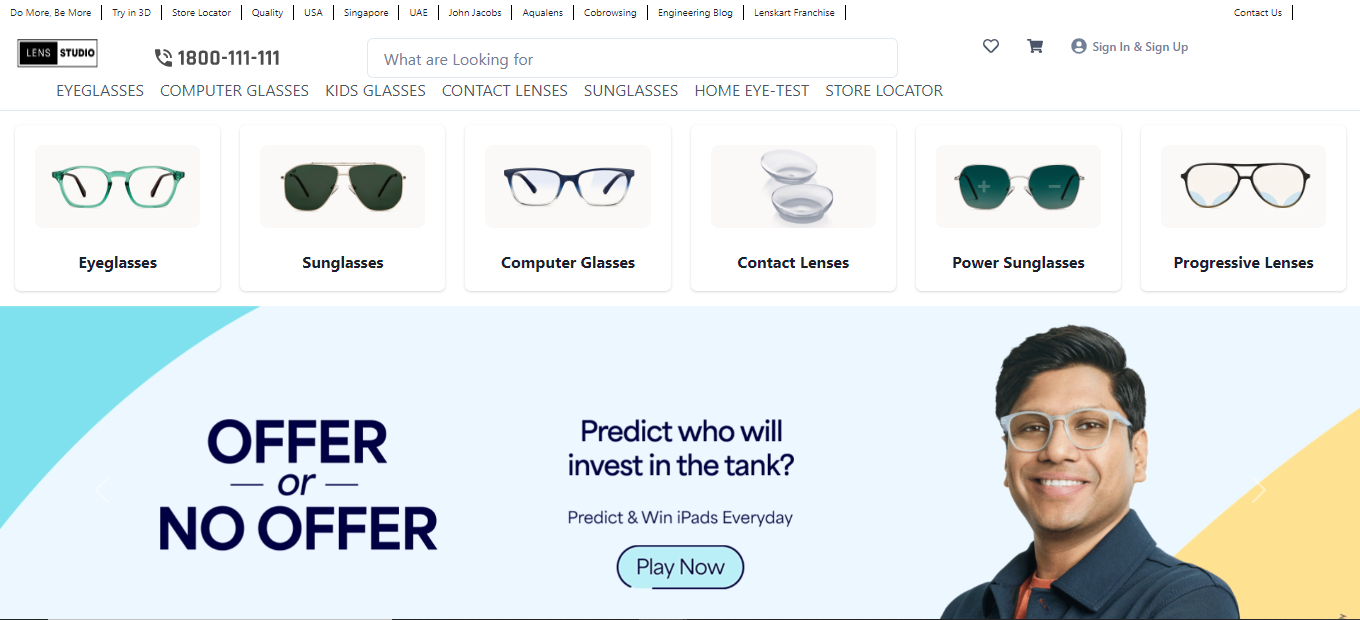 Do More, Be More Try in 3D Store Locator Quality USA Singapore UAE John Jacobs Aqualens Cobrowsing Engineering Blog Lenskart Franchise Contact Us
LENS STUDIO 1800-111-111 What are Looking for Sign In & Sign Up
EYEGLASSES COMPUTER GLASSES KIDS GLASSES CONTACT LENSES SUNGLASSES HOME EYE-TEST STORE LOCATOR
Eyeglasses Sunglasses Computer Glasses Contact Lenses Power Sunglasses Progressive Lenses
OFFER
or
NO OFFER
Predict who will
invest in the tank?
Predict & Win iPads Everyday
Play Now